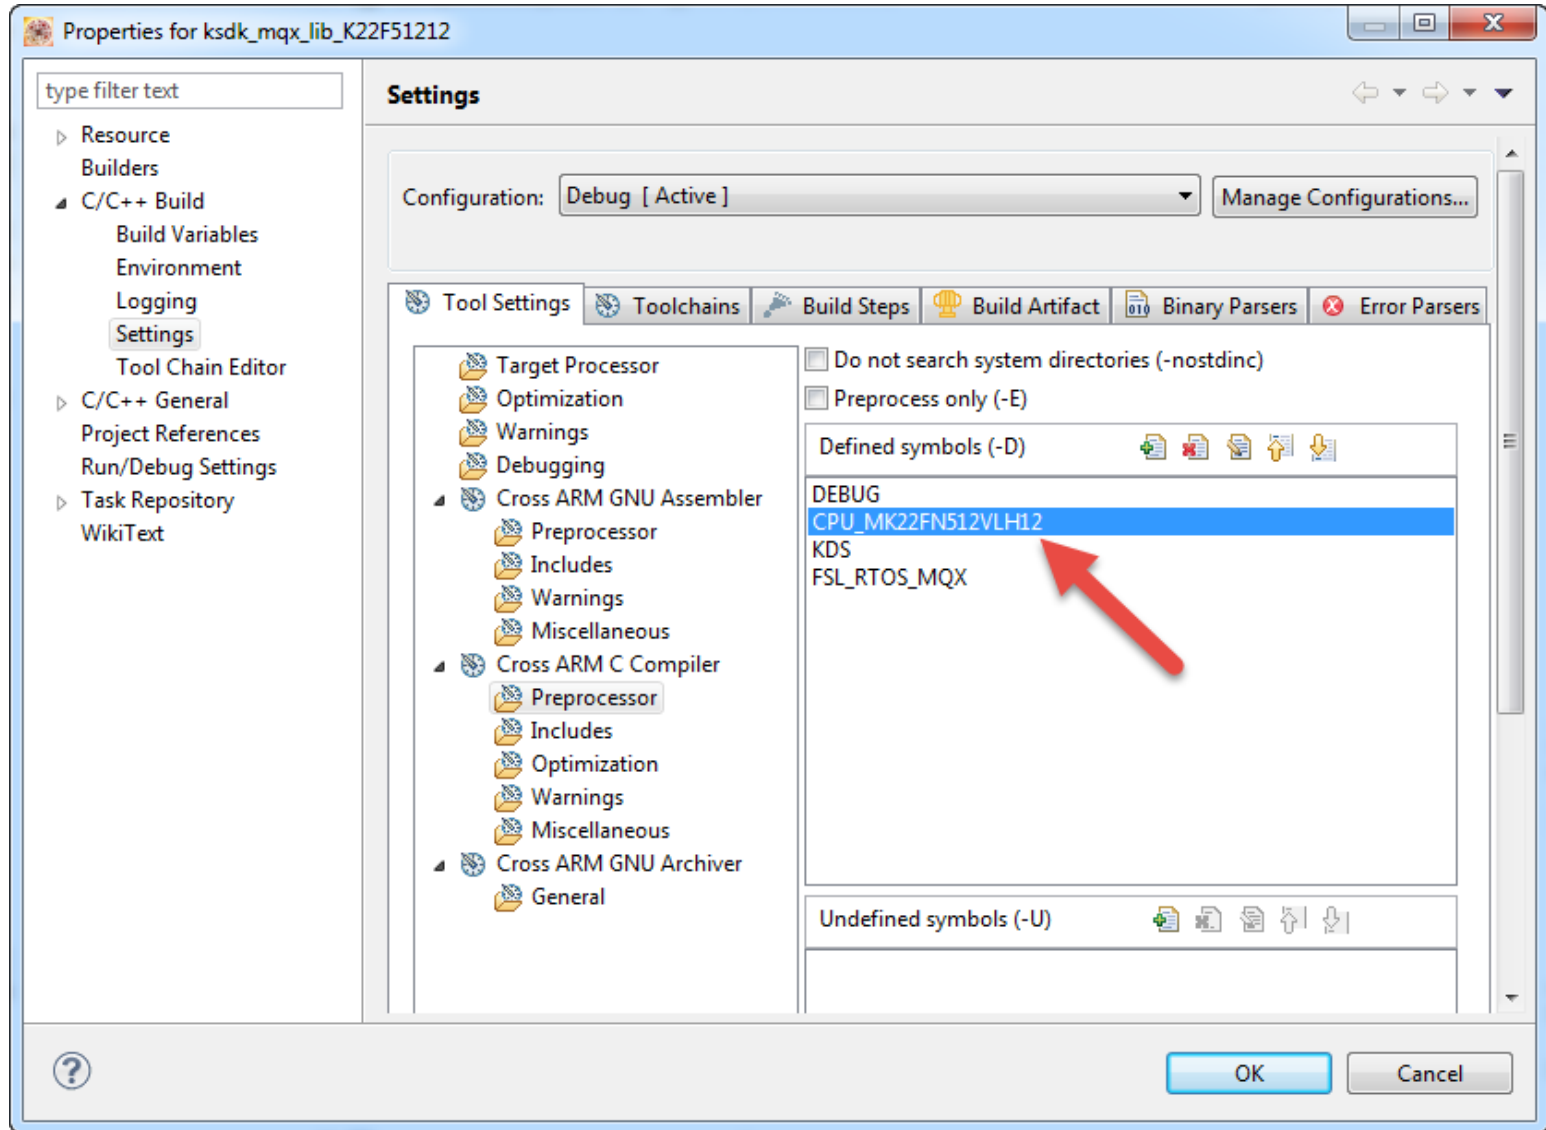 Properties for ksdk_mqx_lib_K22F51212
type filter text
Resource
Builders
C/C++ Build
Build Variables
Environment
Logging
Settings
Tool Chain Editor
C/C++ General
Project References
Run/Debug Settings
Task Repository
WikiText
Settings
Configuration: Debug [ Active ] Manage Configurations...
Tool Settings Toolchains Build Steps Build Artifact Binary Parsers Error Parsers
Target Processor
Optimization
Warnings
Debugging
Cross ARM GNU Assembler
Preprocessor
Includes
Warnings
Miscellaneous
Cross ARM C Compiler
Preprocessor
Includes
Optimization
Warnings
Miscellaneous
Cross ARM GNU Archiver
General
Do not search system directories (-nostdinc)
Preprocess only (-E)
Defined symbols (-D)
DEBUG
CPU_MK22FN512VLH12
KDS
FSL_RTOS_MQX
Undefined symbols (-U)
OK Cancel